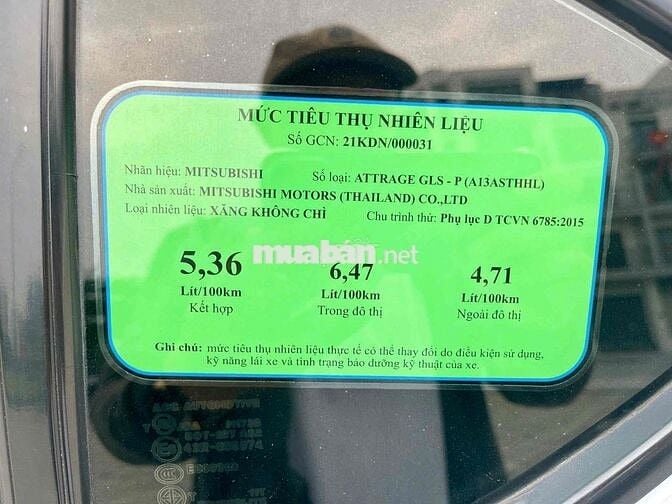 MỨC TIÊU THỤ NHIÊN LIỆU
Số GCN: 21KDN/000031
Nhãn hiệu: MITSUBISHI Số loại: ATTRAGE GLS - P (A13ASTHHL)
Nhà sản xuất: MITSUBISHI MOTORS (THAILAND) CO.,LTD
Loại nhiên liệu: XĂNG KHÔNG CHÌ Chu trình thử: Phụ lục D TCVN 6785:2015
muabán.net
5,36 6,47 4,71
Lít/100km Lít/100km Lít/100km
Kết hợp Trong đô thị Ngoài đô thị
Ghi chú: mức tiêu thụ nhiên liệu thực tế có thể thay đổi do điều kiện sử dụng,
kỹ năng lái xe và tình trạng bảo dưỡng kỹ thuật của xe.
AGC AUTOMOTIVE